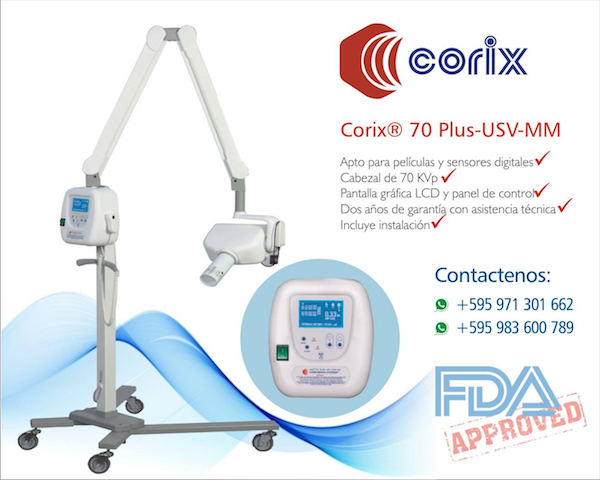 corix
Corix® 70 Plus-USV-MM
Apto para películas y sensores digitales
Cabezal de 70 KVp
Pantalla gráfica LCD y panel de control
Dos años de garantía con asistencia técnica
Incluye instalación
Contactenos:
+595 971 301 662
+595 983 600 789
FDA
APPROVED